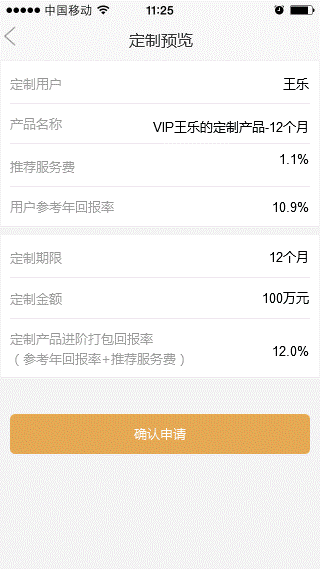 中国移动 11:25
定制预览
定制用户 王乐
产品名称 VIP王乐的定制产品-12个月
推荐服务费 1.1%
用户参考年回报率 10.9%
定制期限 12个月
定制金额 100万元
定制产品进阶打包回报率
（参考年回报率+推荐服务费） 12.0%
确认申请